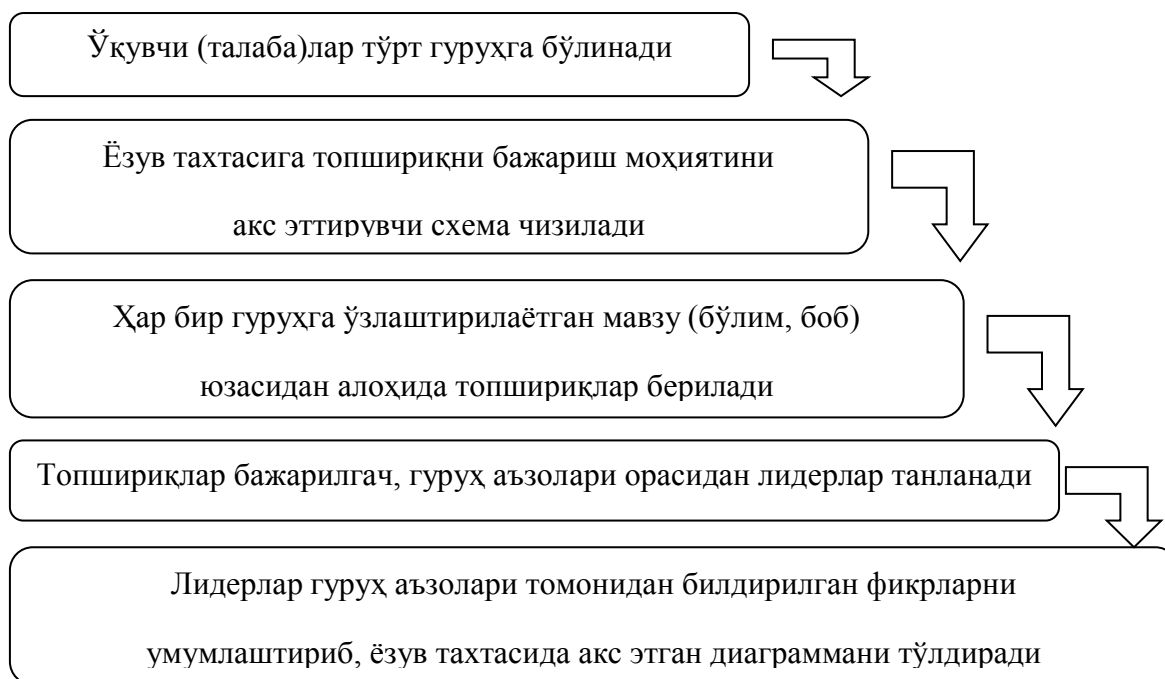 Ўқувчи (талаба)лар тўрт гуруҳга бўлинади
Ёзув тахтасига топшириқни бажариш моҳиятини
акс эттирувчи схема чизилади
Ҳар бир гуруҳга ўзлаштирилаётган мавзу (бўлим, боб)
юзасидан алоҳида топшириқлар берилади
Топшириқлар бажарилгач, гуруҳ аъзолари орасидан лидерлар танланади
Лидерлар гуруҳ аъзолари томонидан билдирилган фикрларни
умумлаштириб, ёзув тахтасида акс этган диаграммани тўлдиради